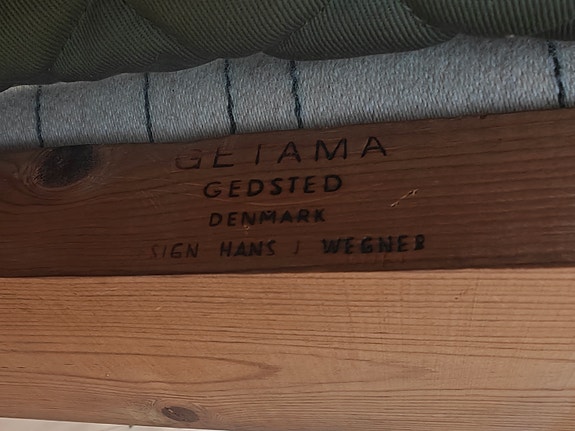 GETAMA
GEDSTED
DENMARK
SIGN HANS J WEGNER